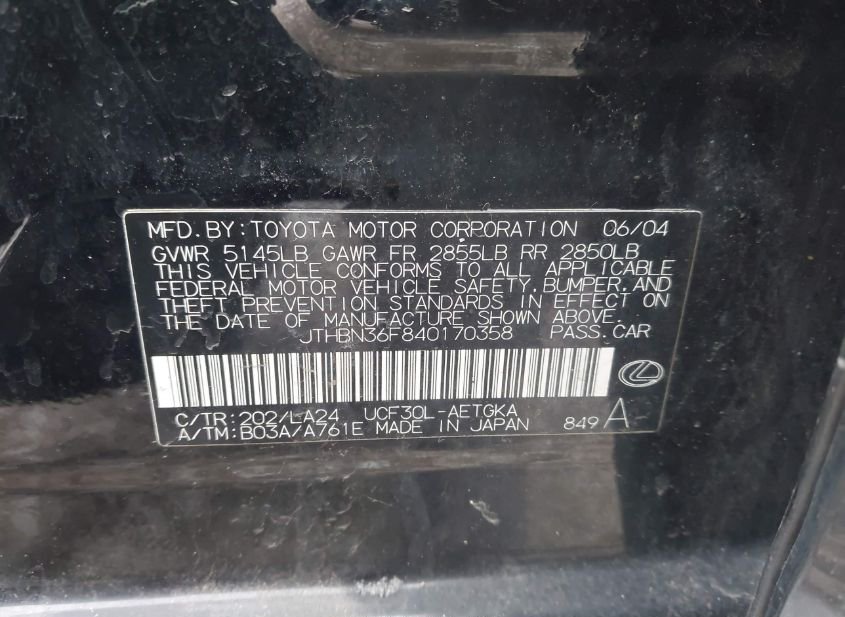 MFD. BY: TOYOTA MOTOR CORPORATION 06/04
GVWR 5145LB GAWR FR 2855LB RR 2850LB
THIS VEHICLE CONFORMS TO ALL APPLICABLE
FEDERAL MOTOR VEHICLE SAFETY, BUMPER, AND
THEFT PREVENTION STANDARDS IN EFFECT ON
THE DATE OF MANUFACTURE SHOWN ABOVE.
JTHBN36F840170358 PASS. CAR
C/TR: 202/LA24 UCF30L-AETGKA
A/TM: B03A/A761E MADE IN JAPAN 849 A